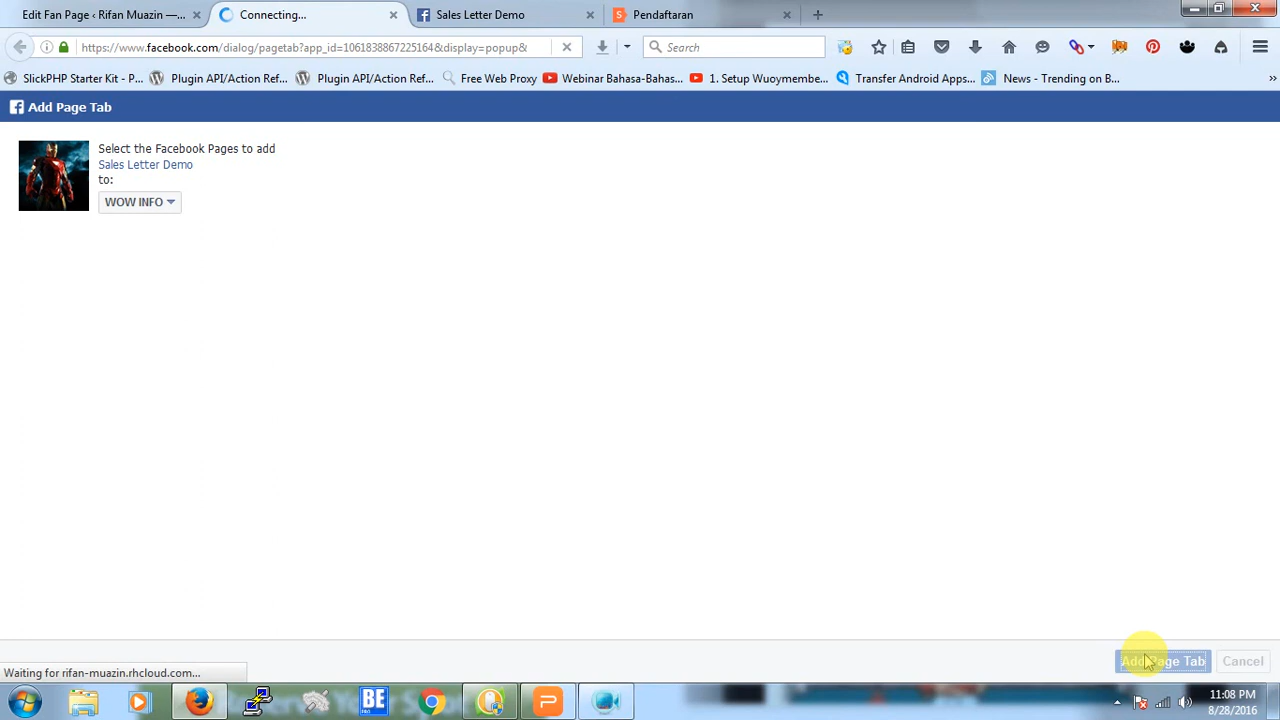 Edit Fan Page ‹ Rifan Muazin —...
Connecting...
Sales Letter Demo
Pendaftaran
https://www.facebook.com/dialog/pagetab?app_id=1061838867225164&display=popup&
Search
SlickPHP Starter Kit - P...
Plugin API/Action Ref...
Plugin API/Action Ref...
Free Web Proxy
Webinar Bahasa-Bahas...
1. Setup Wuoymembe...
Transfer Android Apps...
News - Trending on B...
Add Page Tab
Select the Facebook Pages to add
Sales Letter Demo
to:
WOW INFO
Add Page Tab
Cancel
Waiting for rifan-muazin.rhcloud.com...
BE
11:08 PM
8/28/2016